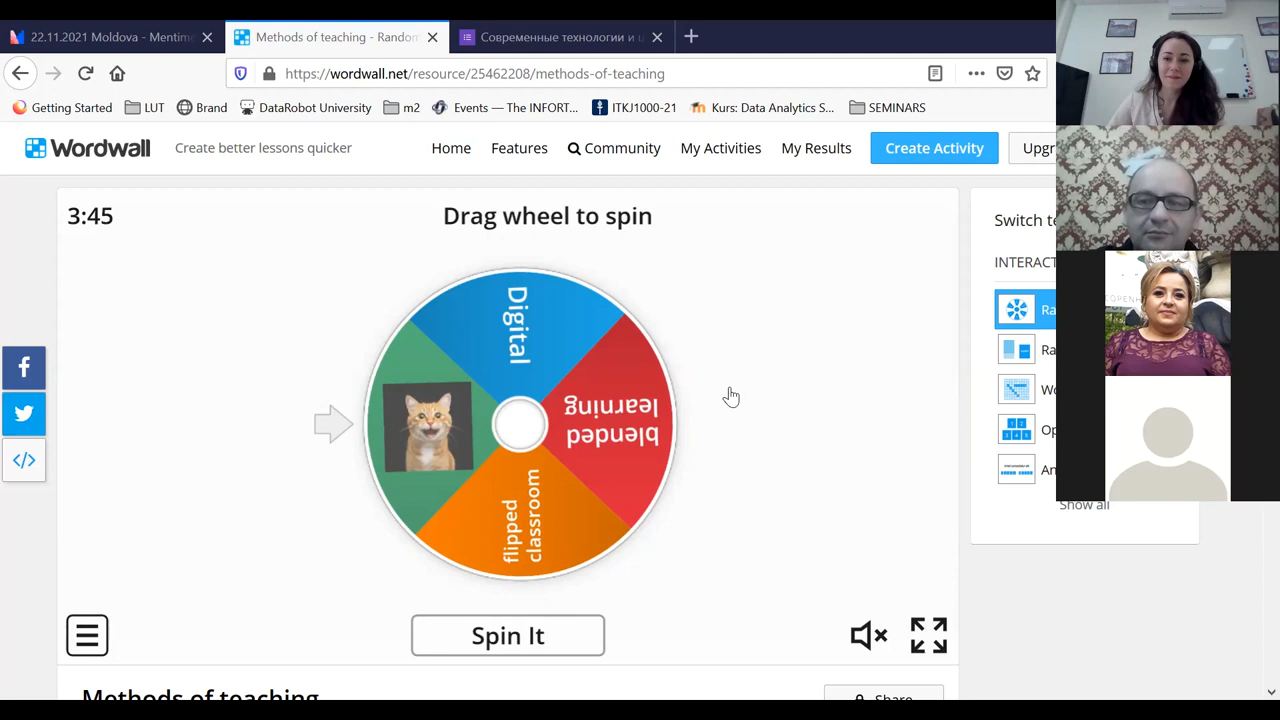 22.11.2021 Moldova - Mentime
Methods of teaching - Random
Современные технологии и ц
https://wordwall.net/resource/25462208/methods-of-teaching
Getting Started
LUT
Brand
DataRobot University
m2
Events — The INFORT...
ITKJ1000-21
Kurs: Data Analytics S...
SEMINARS
Wordwall
Create better lessons quicker
Home
Features
Community
My Activities
My Results
Create Activity
Upgr
3:45
Drag wheel to spin
Digital
blended
learning
flipped
classroom
Spin It
Switch te
INTERACT
Ra
Ra
Wo
Op
An
Show all
Methods of teaching
Share